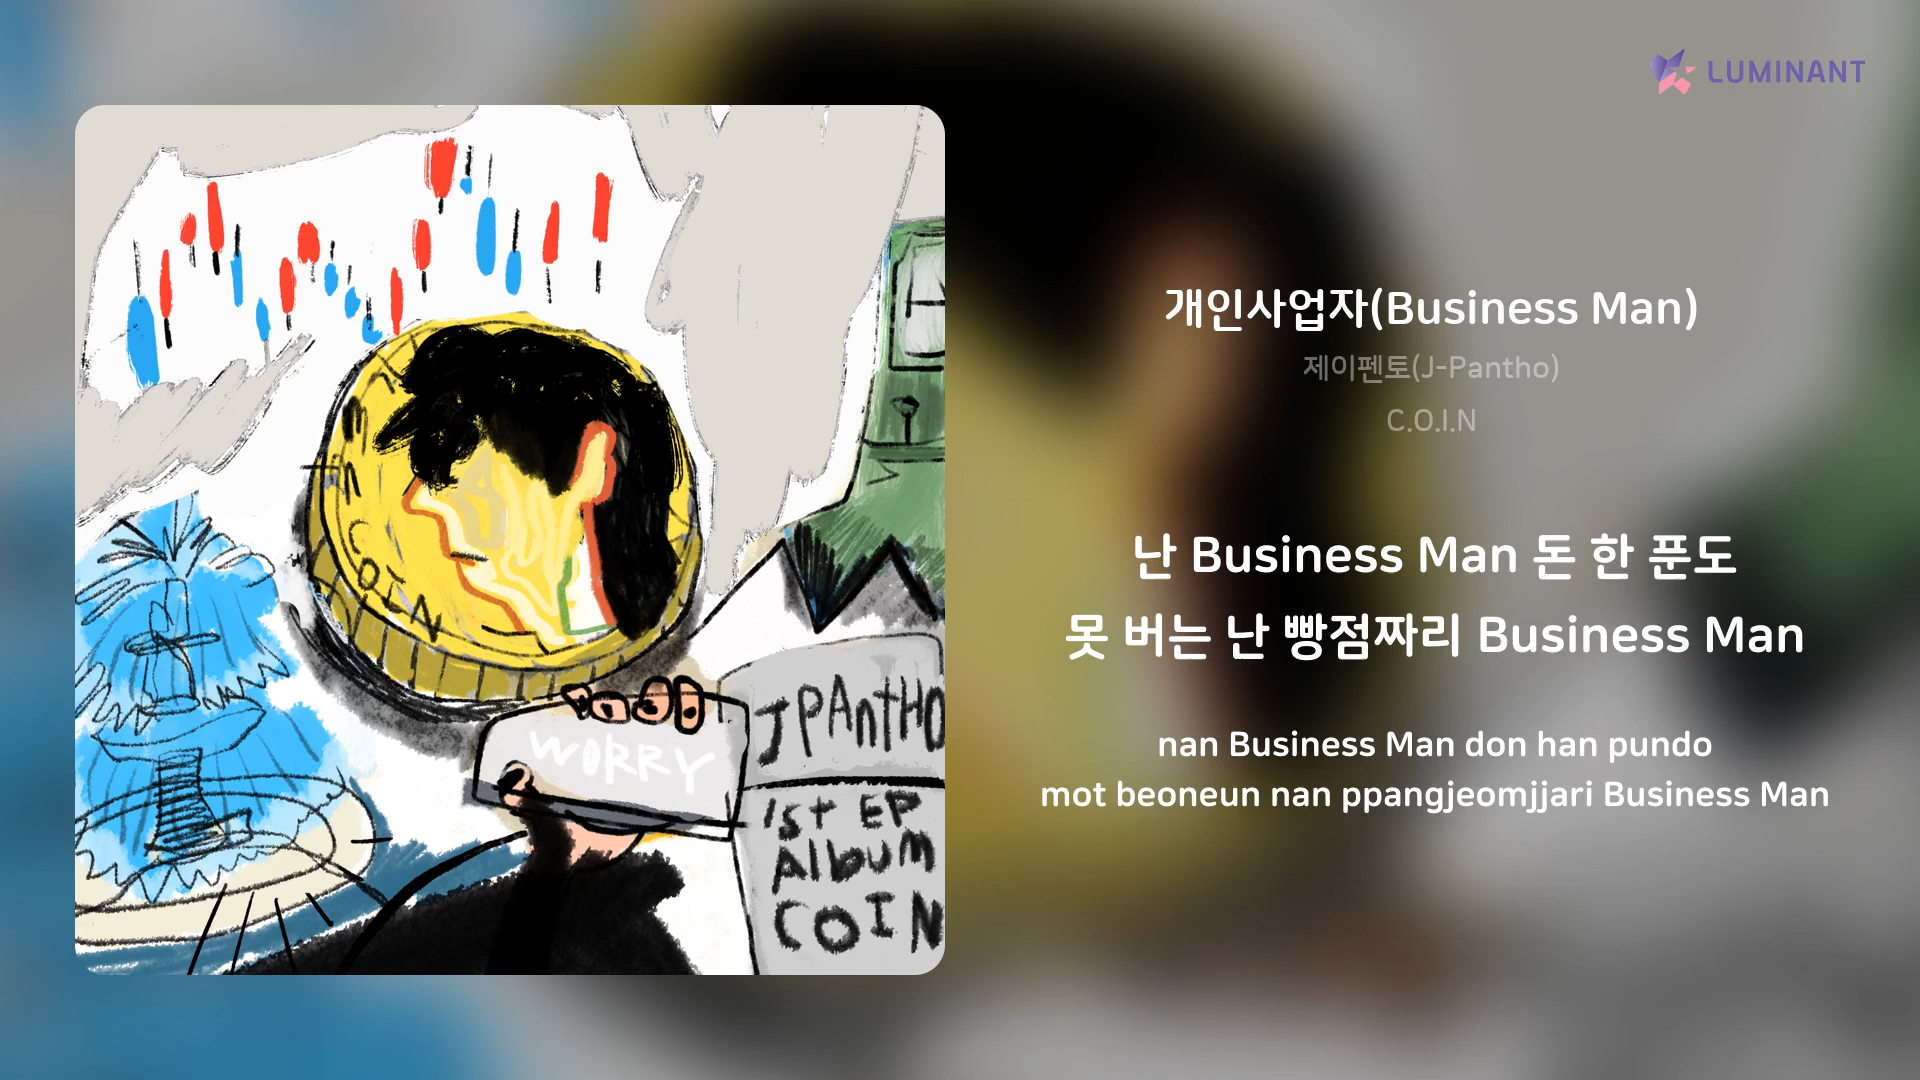 LUMINANT
개인사업자(Business Man)
제이펜토(J-Pantho)
C.O.I.N
난 Business Man 돈 한 푼도
못 버는 난 빵점짜리 Business Man
nan Business Man don han pundo
mot beoneun nan ppangjeomjjari Business Man
COIN
WORRY
JPAntHO
1st EP
Album
COIN